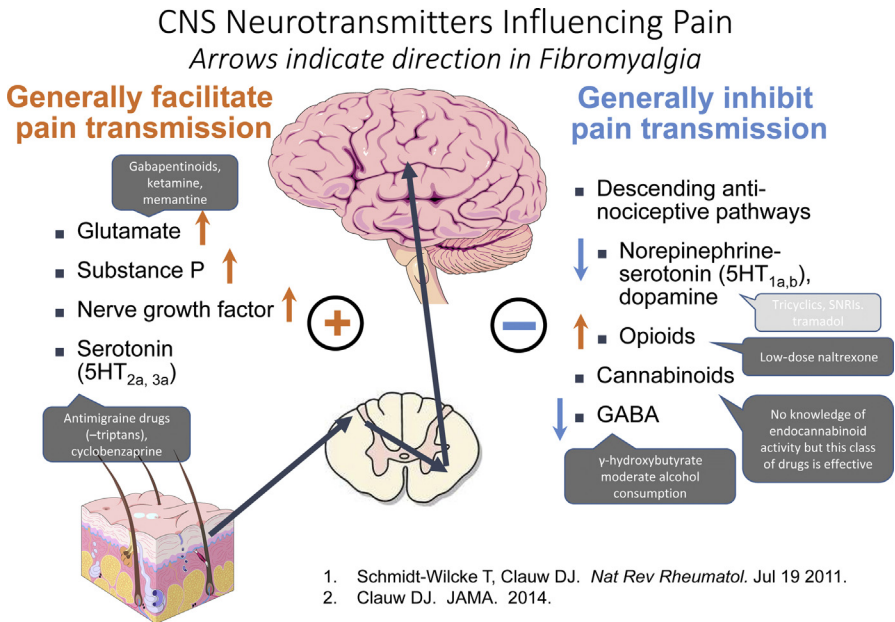 CNS Neurotransmitters Influencing Pain
Arrows indicate direction in Fibromyalgia
Generally facilitate
pain transmission
Gabapentinoids,
ketamine,
memantine
▪ Glutamate
▪ Substance P
▪ Nerve growth factor
▪ Serotonin
(5HT2a, 3a)
Antimigraine drugs
(–triptans),
cyclobenzaprine
+
–
Generally inhibit
pain transmission
▪ Descending anti-
nociceptive pathways
▪ Norepinephrine-
serotonin (5HT1a,b),
dopamine
Tricyclics, SNRIs.
tramadol
▪ Opioids
Low-dose naltrexone
▪ Cannabinoids
No knowledge of
endocannabinoid
activity but this class
of drugs is effective
▪ GABA
γ-hydroxybutyrate
moderate alcohol
consumption
1. Schmidt-Wilcke T, Clauw DJ. Nat Rev Rheumatol. Jul 19 2011.
2. Clauw DJ. JAMA. 2014.